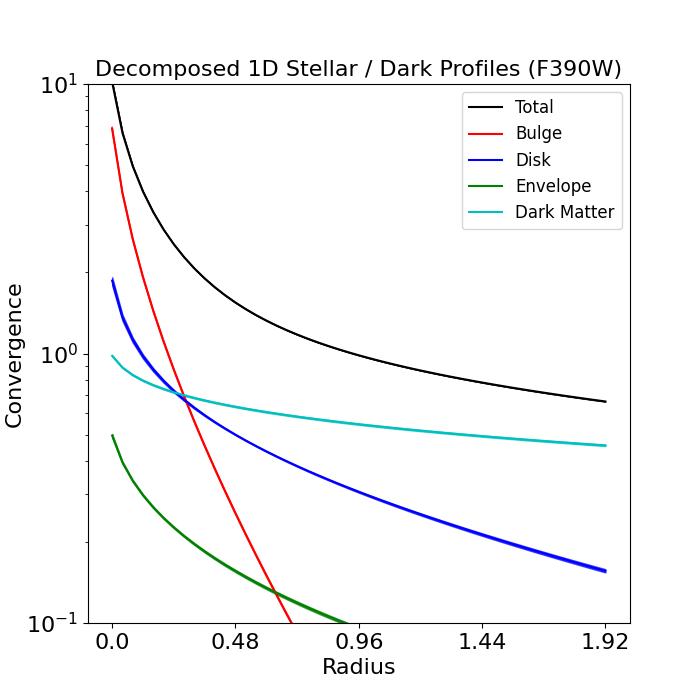 Decomposed 1D Stellar / Dark Profiles (F390W)
10¹
Total
Bulge
Disk
Envelope
Dark Matter
10⁰
Convergence
10⁻¹
0.0 0.48 0.96 1.44 1.92
Radius